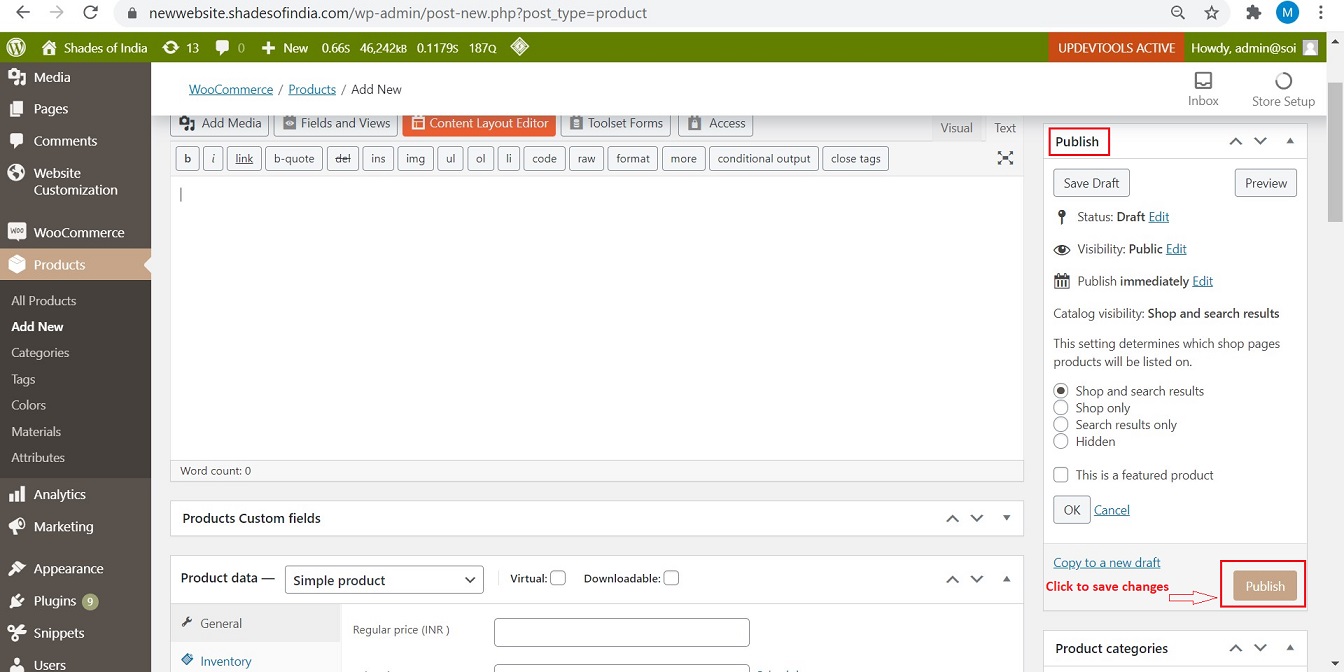 newwebsite.shadesofindia.com/wp-admin/post-new.php?post_type=product
M
Shades of India 13 0 New 0.66S 46,242KB 0.1179S 187Q UPDEVTOOLS ACTIVE Howdy, admin@soi
Media
Pages
Comments
Website
Customization
WOO WooCommerce
Products
All Products
Add New
Categories
Tags
Colors
Materials
Attributes
Analytics
Marketing
Appearance
Plugins 9
Snippets
Users
WooCommerce / Products / Add New
Inbox
Store Setup
Add Media Fields and Views Content Layout Editor Toolset Forms Access
Visual Text
b i link b-quote del ins img ul ol li code raw format more conditional output close tags
Word count: 0
Products Custom fields
Product data — Simple product Virtual: Downloadable:
General
Inventory
Regular price (INR )
Publish
Save Draft Preview
Status: Draft Edit
Visibility: Public Edit
Publish immediately Edit
Catalog visibility: Shop and search results
This setting determines which shop pages
products will be listed on.
Shop and search results
Shop only
Search results only
Hidden
This is a featured product
OK Cancel
Copy to a new draft
Click to save changes
Publish
Product categories